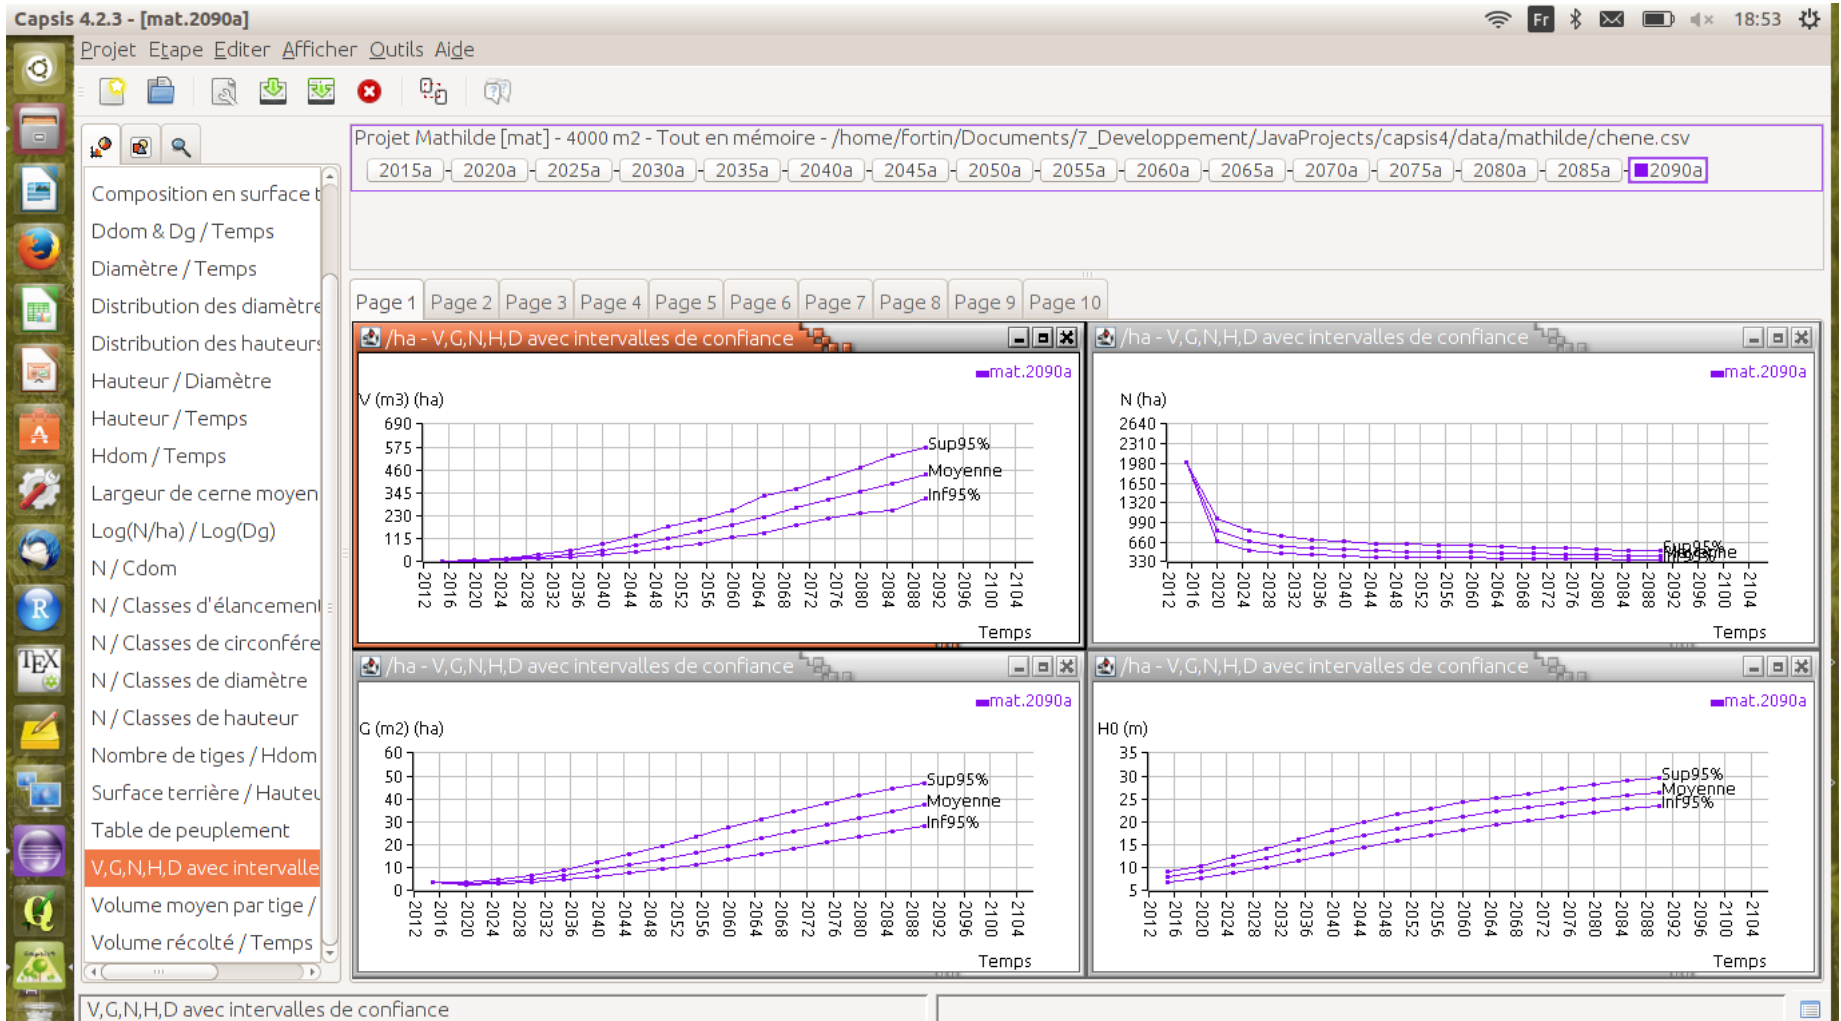 Capsis 4.2.3 - [mat.2090a]
Fr
18:53
Projet Etape Editer Afficher Outils Aide
Projet Mathilde [mat] - 4000 m2 - Tout en mémoire - /home/fortin/Documents/7_Developpement/JavaProjects/capsis4/data/mathilde/chene.csv
2015a - 2020a - 2025a - 2030a - 2035a - 2040a - 2045a - 2050a - 2055a - 2060a - 2065a - 2070a - 2075a - 2080a - 2085a - 2090a
Composition en surface t
Ddom & Dg / Temps
Diamètre / Temps
Distribution des diamètre
Distribution des hauteurs
Hauteur / Diamètre
Hauteur / Temps
Hdom / Temps
Largeur de cerne moyen
Log(N/ha) / Log(Dg)
N / Cdom
N / Classes d'élancement
N / Classes de circonfére
N / Classes de diamètre
N / Classes de hauteur
Nombre de tiges / Hdom
Surface terrière / Hauteu
Table de peuplement
V,G,N,H,D avec intervalle
Volume moyen par tige /
Volume récolté / Temps
Page 1 Page 2 Page 3 Page 4 Page 5 Page 6 Page 7 Page 8 Page 9 Page 10
/ha - V,G,N,H,D avec intervalles de confiance
mat.2090a
V (m3) (ha)
690
575
460
345
230
115
0
Sup95%
Moyenne
Inf95%
2012 2016 2020 2024 2028 2032 2036 2040 2044 2048 2052 2056 2060 2064 2068 2072 2076 2080 2084 2088 2092 2096 2100 2104
Temps
/ha - V,G,N,H,D avec intervalles de confiance
mat.2090a
N (ha)
2640
2310
1980
1650
1320
990
660
330
Sup95%
Moyenne
Inf95%
2012 2016 2020 2024 2028 2032 2036 2040 2044 2048 2052 2056 2060 2064 2068 2072 2076 2080 2084 2088 2092 2096 2100 2104
Temps
/ha - V,G,N,H,D avec intervalles de confiance
mat.2090a
G (m2) (ha)
60
50
40
30
20
10
0
Sup95%
Moyenne
Inf95%
2012 2016 2020 2024 2028 2032 2036 2040 2044 2048 2052 2056 2060 2064 2068 2072 2076 2080 2084 2088 2092 2096 2100 2104
Temps
/ha - V,G,N,H,D avec intervalles de confiance
mat.2090a
H0 (m)
35
30
25
20
15
10
5
Sup95%
Moyenne
Inf95%
2012 2016 2020 2024 2028 2032 2036 2040 2044 2048 2052 2056 2060 2064 2068 2072 2076 2080 2084 2088 2092 2096 2100 2104
Temps
V,G,N,H,D avec intervalles de confiance
R
TEX